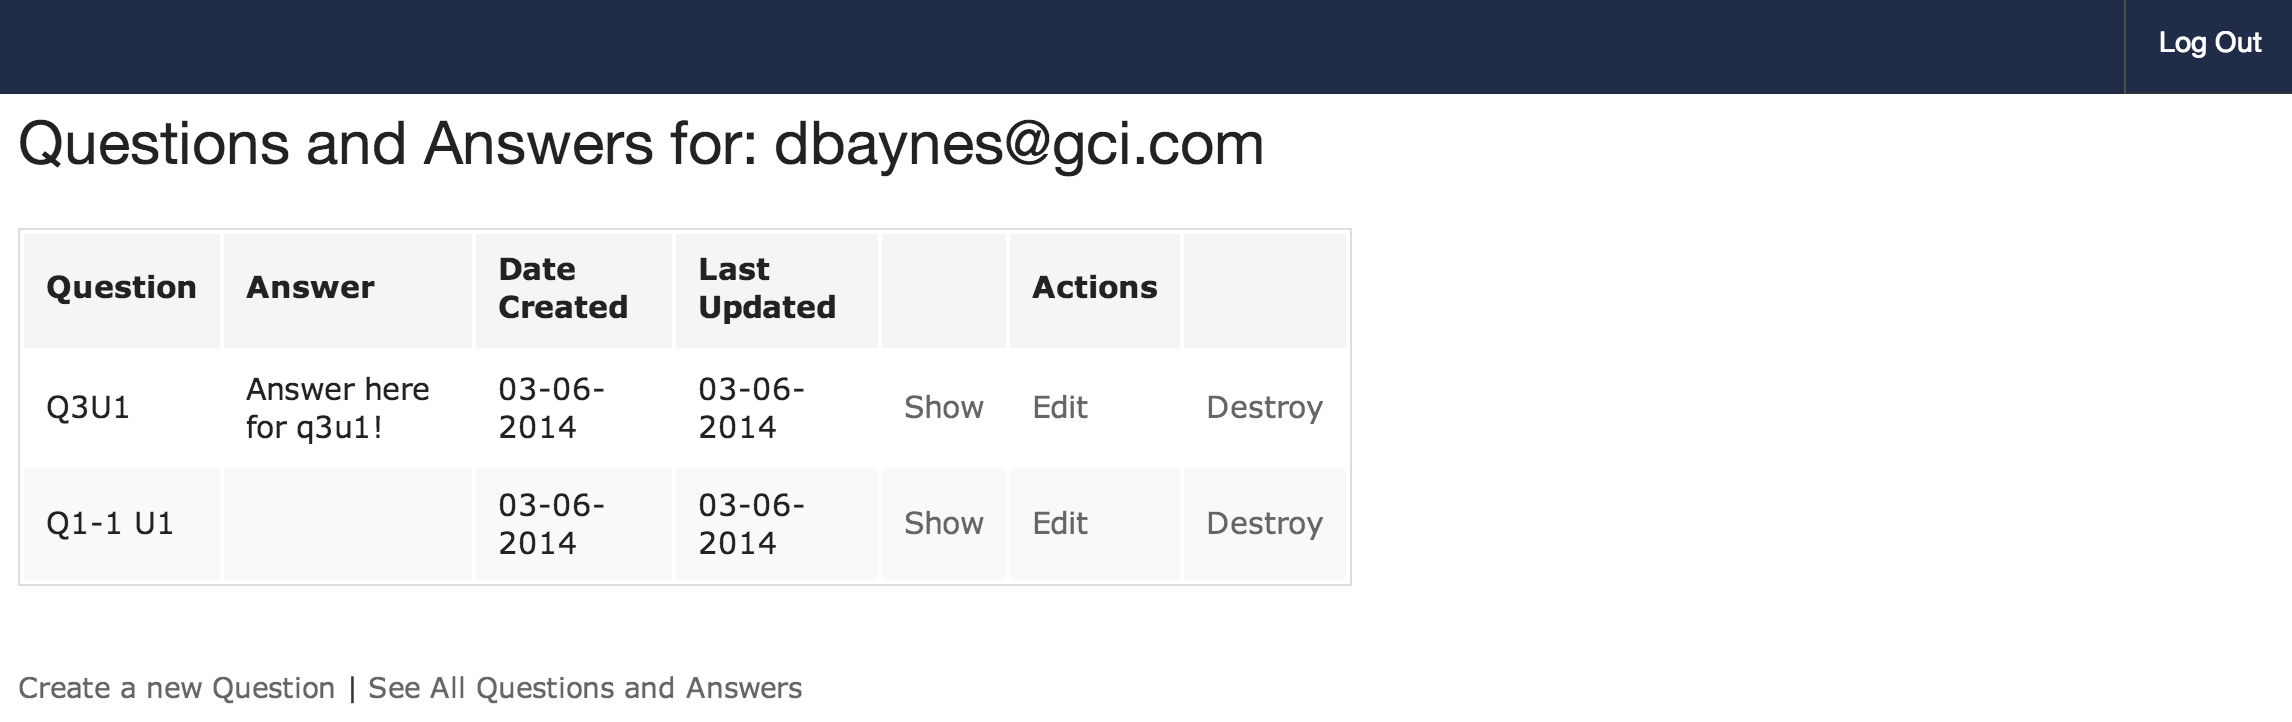 Log Out
Questions and Answers for: dbaynes@gci.com
Question Answer Date Created Last Updated Actions
Q3U1 Answer here for q3u1! 03-06-2014 03-06-2014 Show Edit Destroy
Q1-1 U1 03-06-2014 03-06-2014 Show Edit Destroy
Create a new Question | See All Questions and Answers